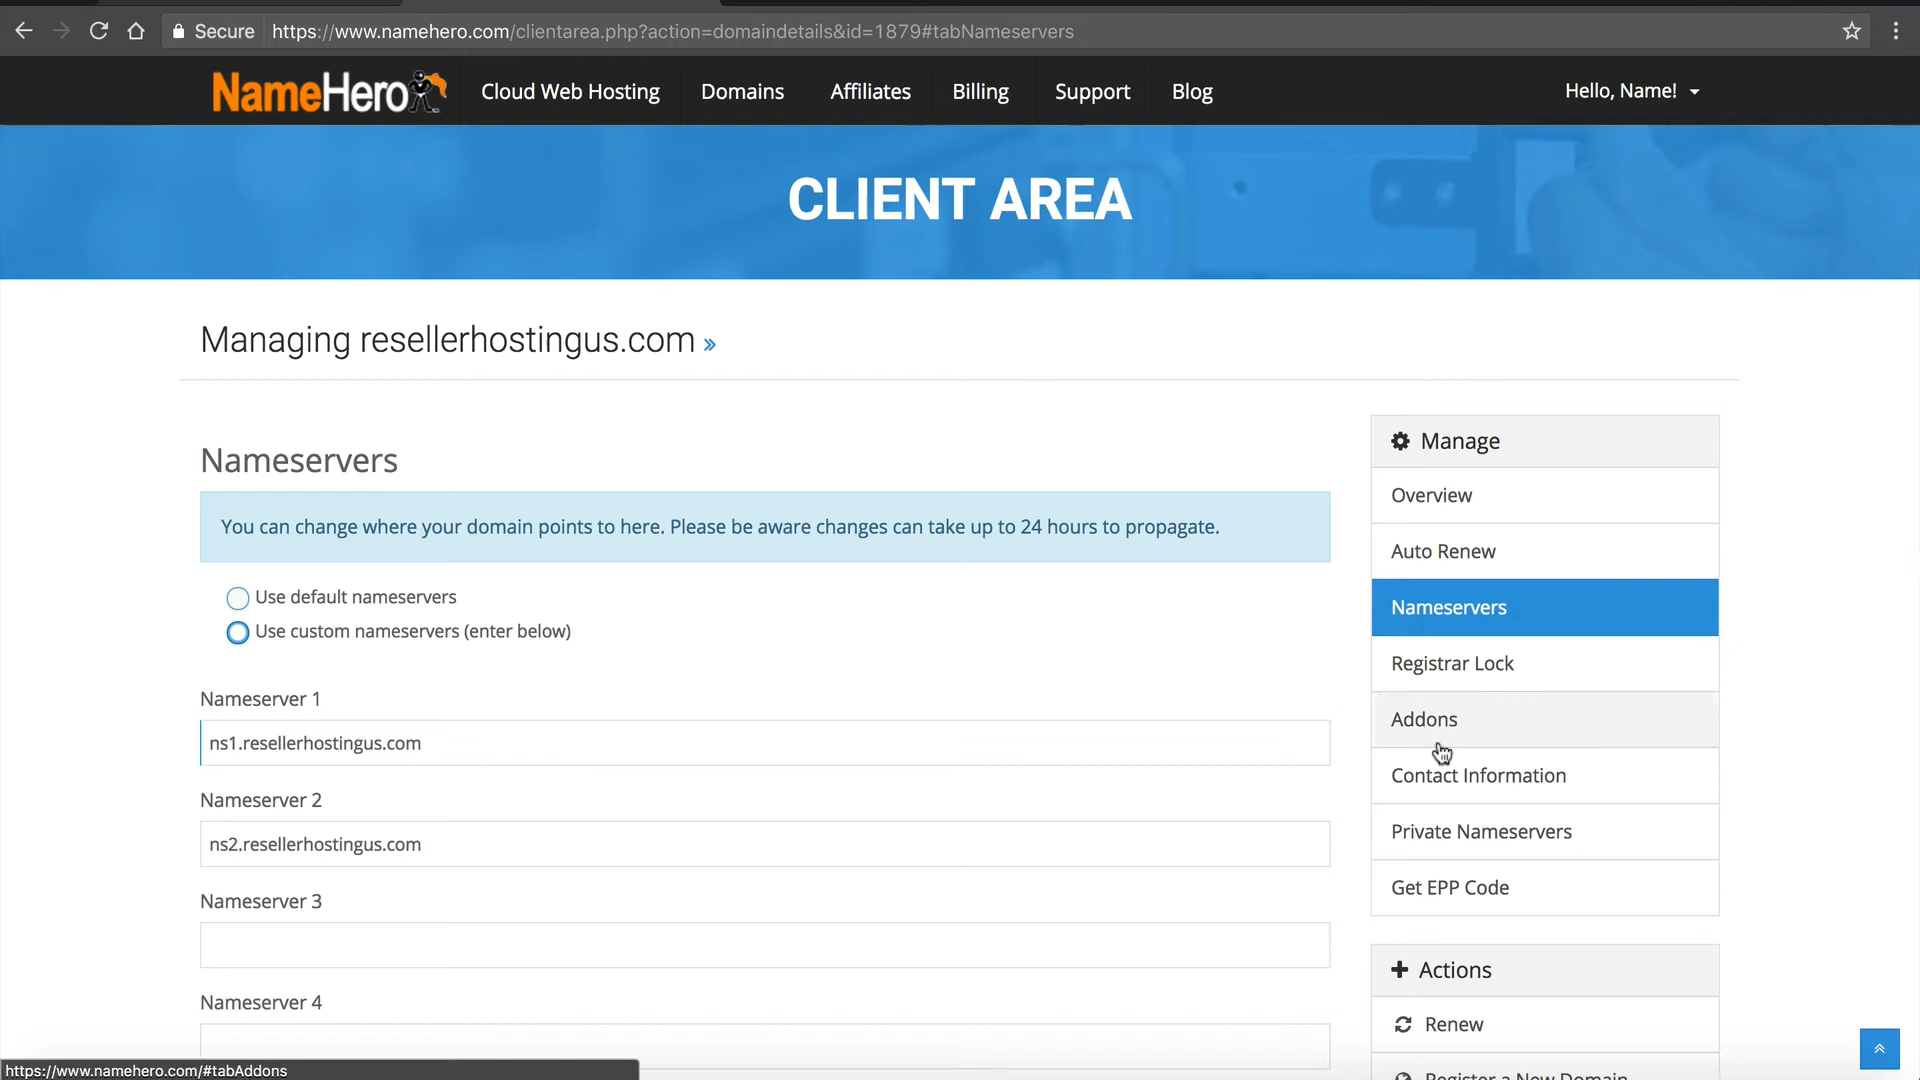 Secure https://www.namehero.com/clientarea.php?action=domaindetails&id=1879#tabNameservers
NameHero Cloud Web Hosting Domains Affiliates Billing Support Blog Hello, Name!
CLIENT AREA
Managing resellerhostingus.com »
Nameservers
You can change where your domain points to here. Please be aware changes can take up to 24 hours to propagate.
Use default nameservers
Use custom nameservers (enter below)
Nameserver 1
ns1.resellerhostingus.com
Nameserver 2
ns2.resellerhostingus.com
Nameserver 3
Nameserver 4
Manage
Overview
Auto Renew
Nameservers
Registrar Lock
Addons
Contact Information
Private Nameservers
Get EPP Code
Actions
Renew
Register a New Domain
https://www.namehero.com/#tabAddons